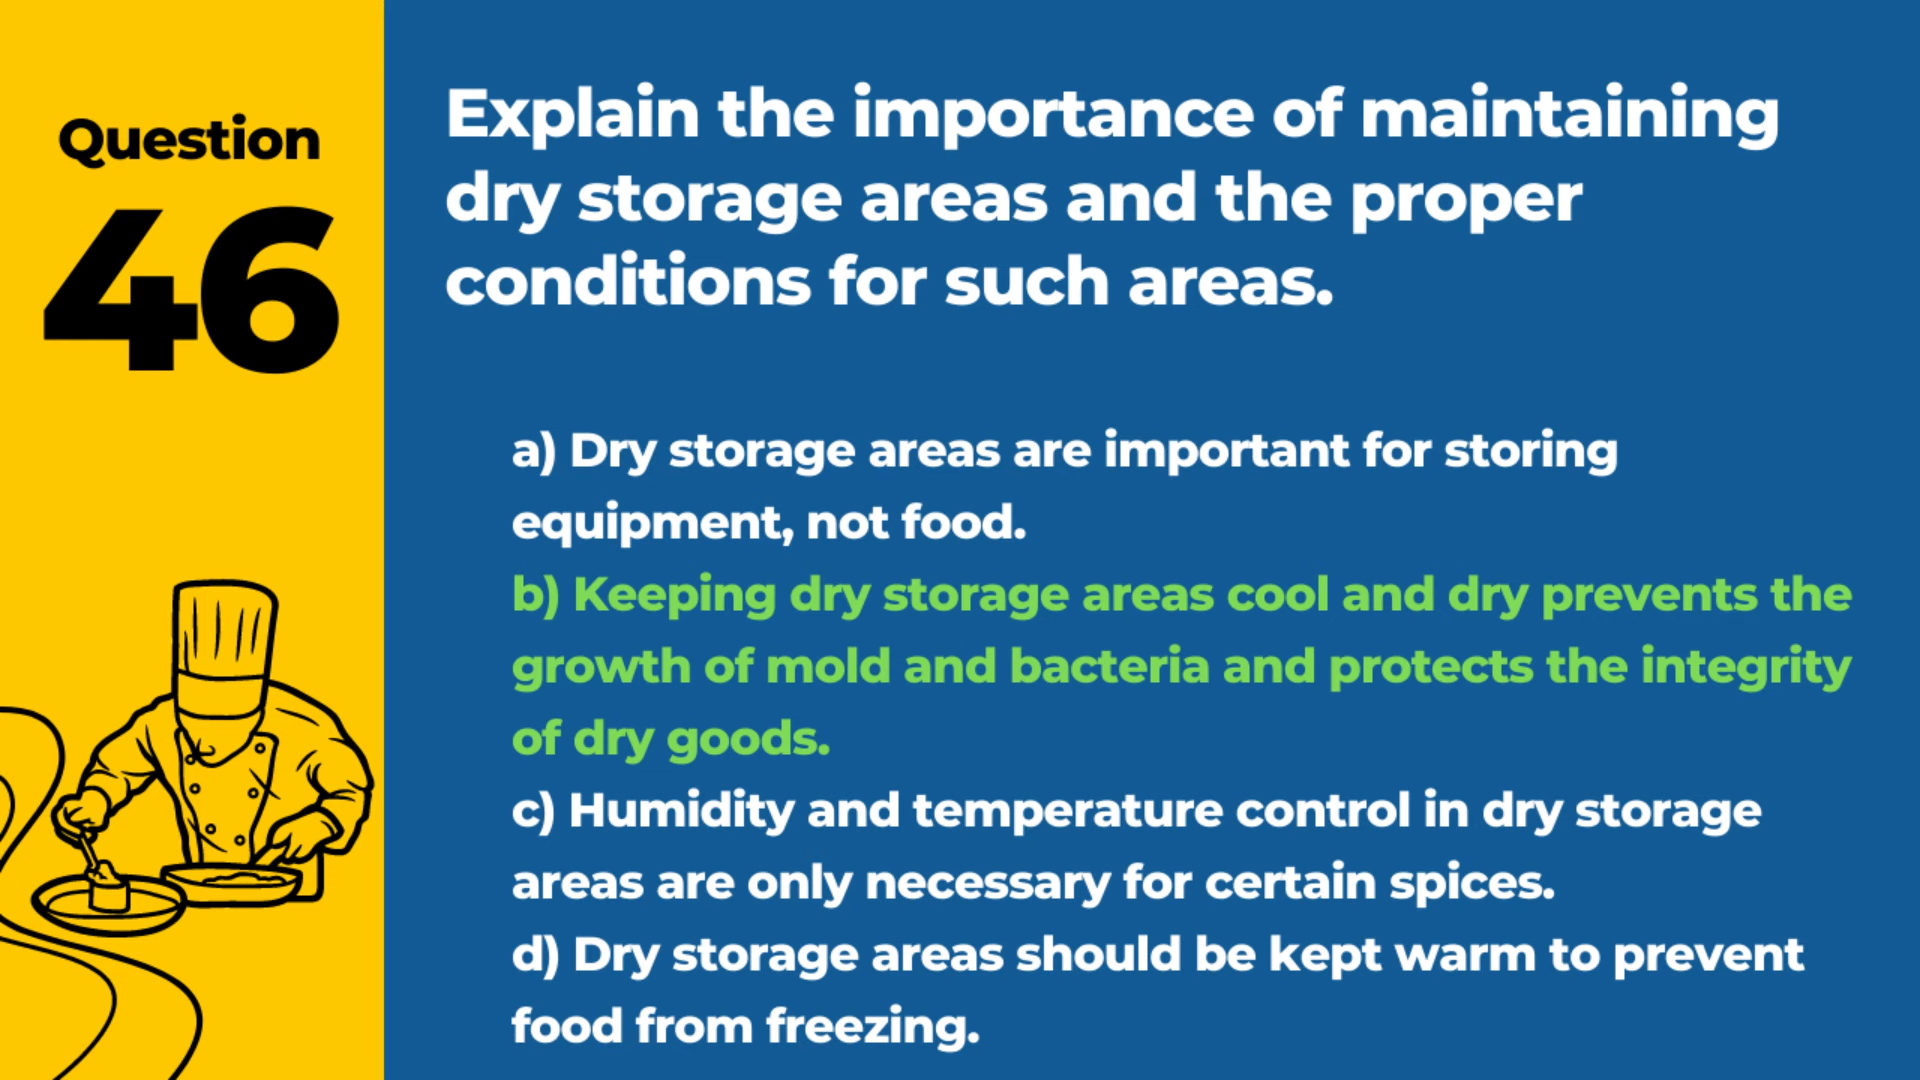 Question
46
Explain the importance of maintaining
dry storage areas and the proper
conditions for such areas.
a) Dry storage areas are important for storing
equipment, not food.
b) Keeping dry storage areas cool and dry prevents the
growth of mold and bacteria and protects the integrity
of dry goods.
c) Humidity and temperature control in dry storage
areas are only necessary for certain spices.
d) Dry storage areas should be kept warm to prevent
food from freezing.